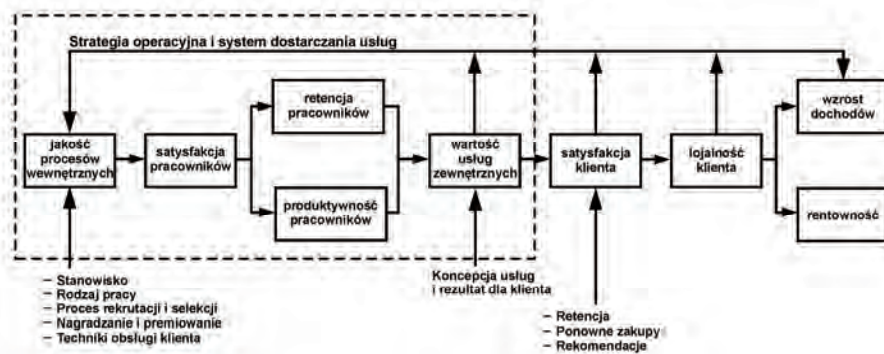 Strategia operacyjna i system dostarczania usług
retencja
pracowników
wzrost
dochodów
jakość
procesów
wewnętrznych
satysfakcja
pracowników
wartość
usług
zewnętrznych
satysfakcja
klienta
lojalność
klienta
produktywność
pracowników
rentowność
– Stanowisko
– Rodzaj pracy
– Proces rekrutacji i selekcji
– Nagradzanie i premiowanie
– Techniki obsługi klienta
Koncepcja usług
i rezultat dla klienta
– Retencja
– Ponowne zakupy
– Rekomendacje